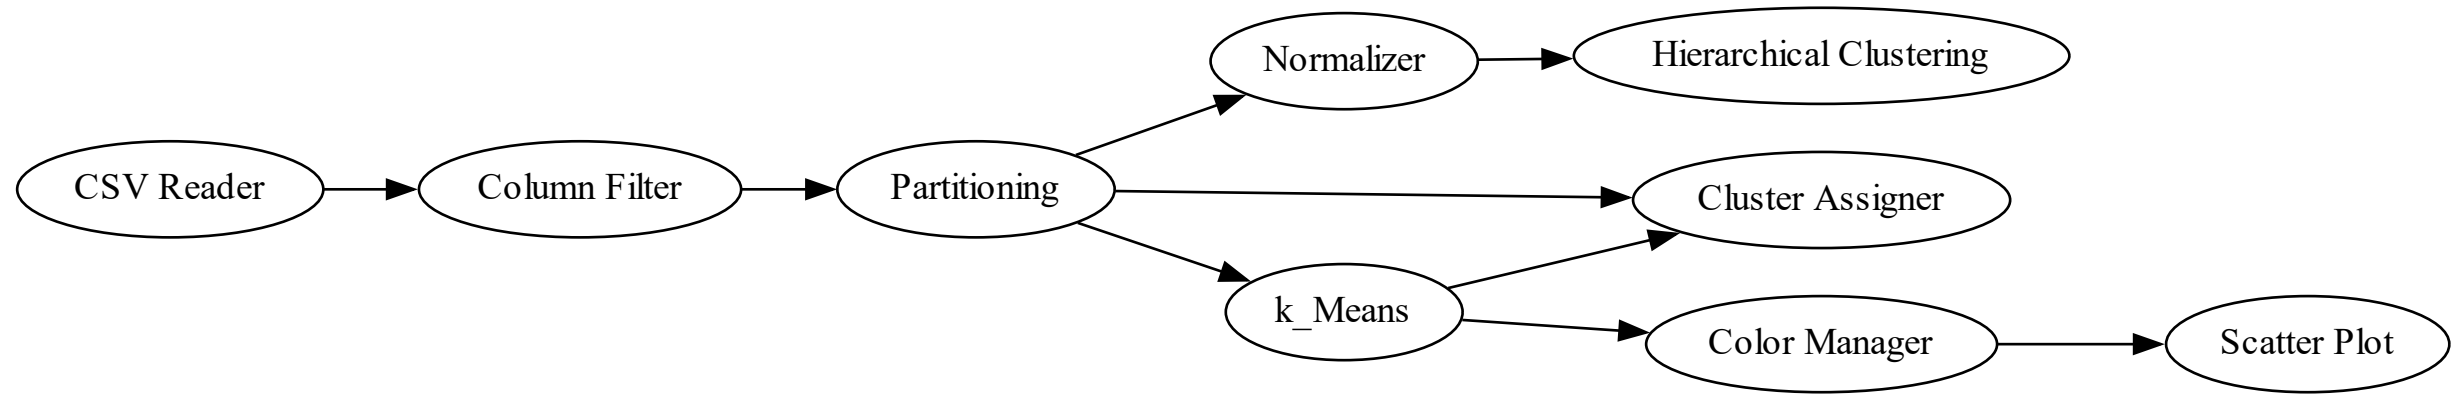 CSV Reader
Column Filter
Partitioning
Normalizer
Hierarchical Clustering
Cluster Assigner
k_Means
Color Manager
Scatter Plot